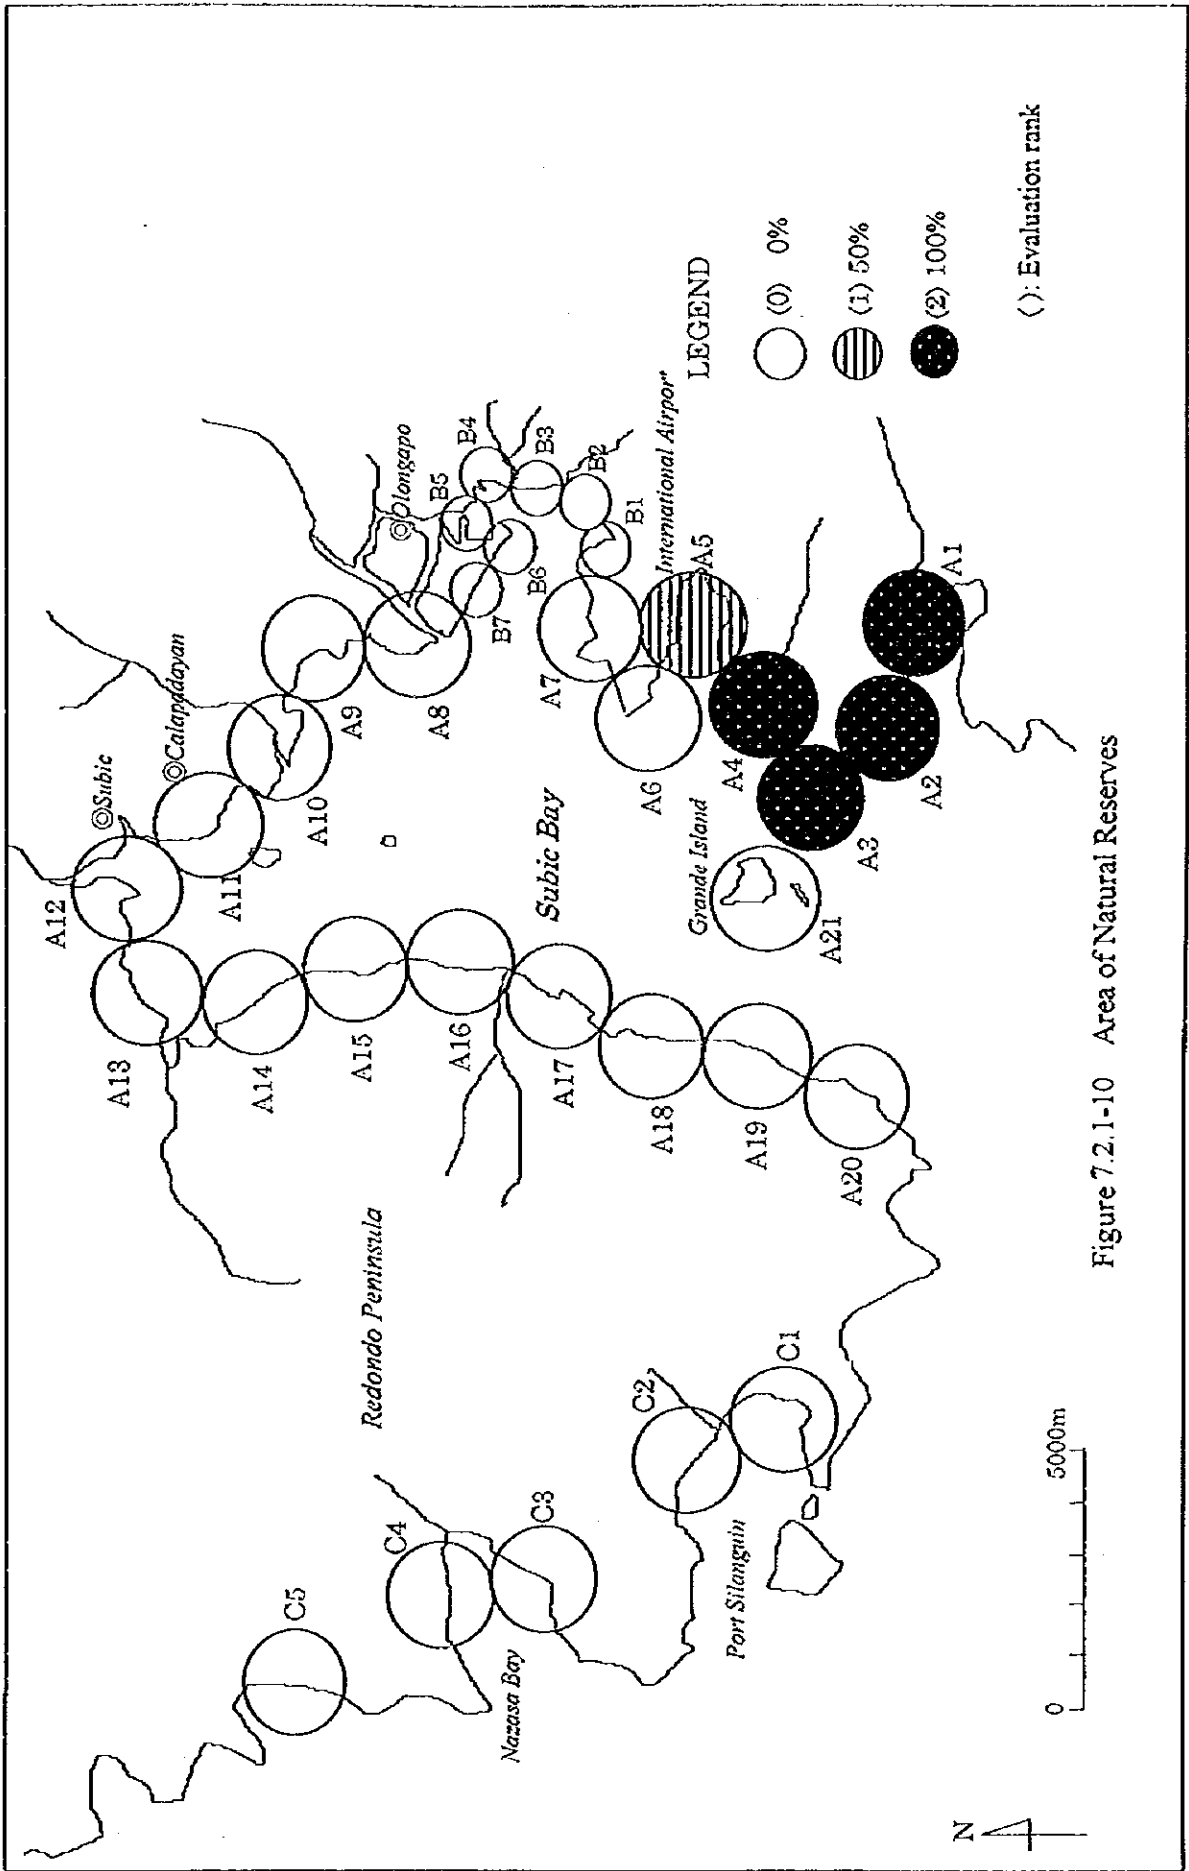 Subic
Calapadayan
Olongapo
A12
A13
A11
A10
A9
A8
A14
A15
A16
A17
A18
A19
A20
B7
B6
B5
B4
B3
B2
B1
A7
A6
A5
A4
A3
A2
A1
A21
Subic Bay
Grande Island
International Airpor
Redondo Peninsula
C5
C4
C3
C2
C1
Nazasa Bay
Port Silanguin
LEGEND
(0) 0%
(1) 50%
(2) 100%
( ): Evaluation rank
N
0 5000m
Figure 7.2.1-10 Area of Natural Reserves